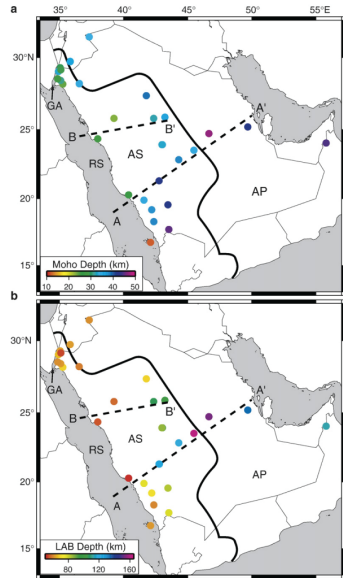 a
35°E
40°E
45°E
50°E
55°E
30°N
25°N
20°N
15°N
GA
B
B'
A'
AS
RS
A
AP
Moho Depth (km)
10 20 30 40 50
b
30°N
25°N
20°N
15°N
GA
B
B'
A'
AS
RS
A
AP
LAB Depth (km)
80 120 160